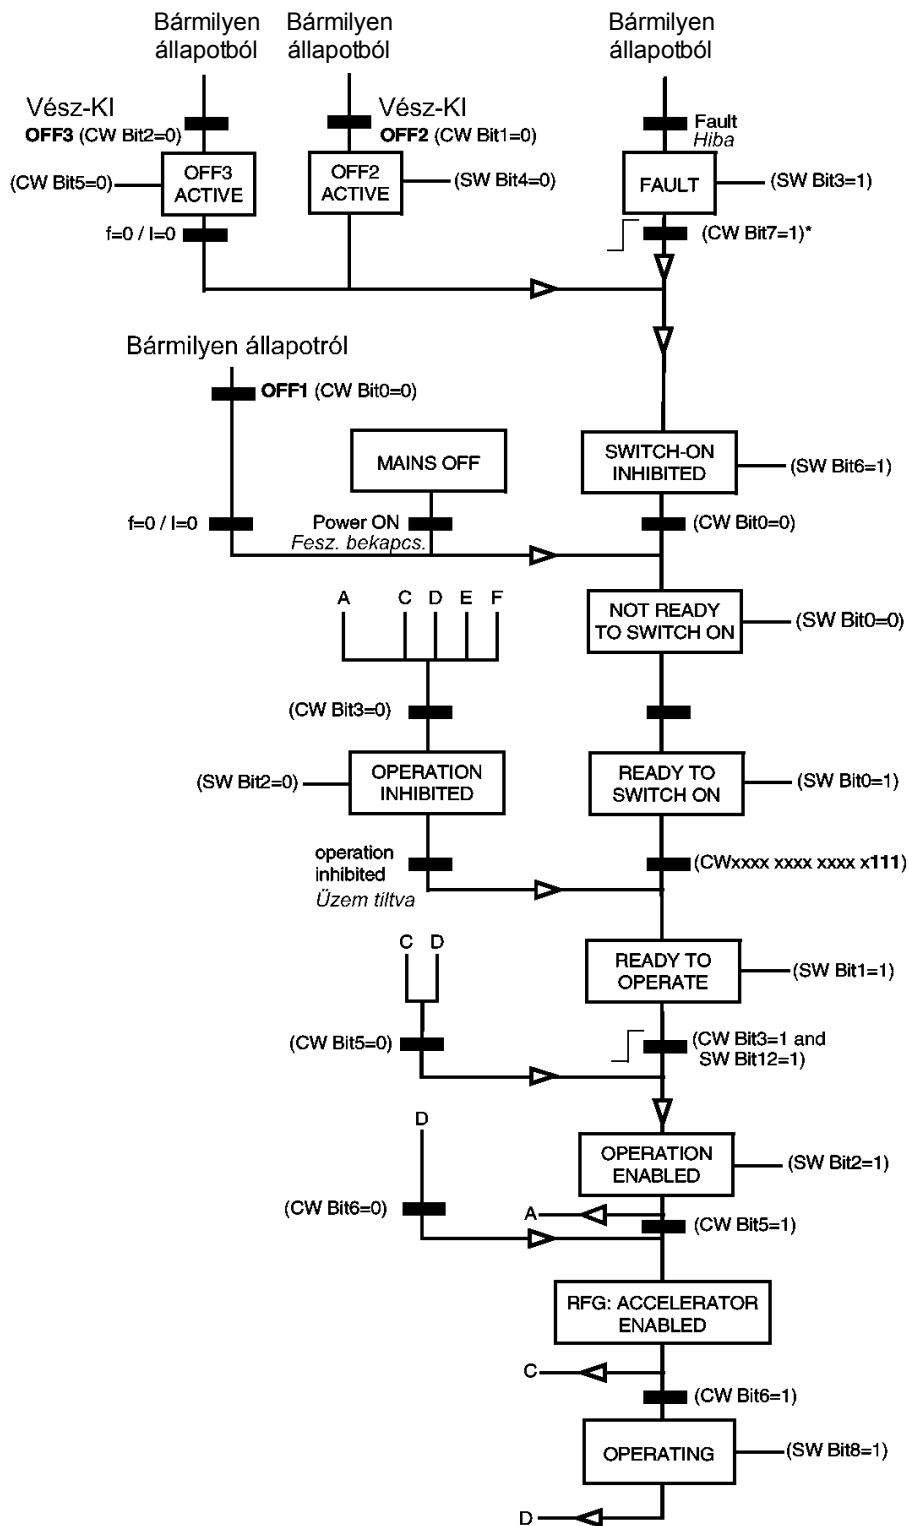 Bármilyen
állapotból
Bármilyen
állapotból
Bármilyen
állapotból
Vész-KI
OFF3 (CW Bit2=0)
Vész-KI
OFF2 (CW Bit1=0)
Fault
Hiba
(CW Bit5=0)
OFF3
ACTIVE
OFF2
ACTIVE
(SW Bit4=0)
FAULT
(SW Bit3=1)
f=0 / I=0
(CW Bit7=1)*
Bármilyen állapotról
OFF1 (CW Bit0=0)
MAINS OFF
SWITCH-ON
INHIBITED
(SW Bit6=1)
f=0 / I=0
Power ON
Fesz. bekapcs.
(CW Bit0=0)
A C D E F
NOT READY
TO SWITCH ON
(SW Bit0=0)
(CW Bit3=0)
(SW Bit2=0)
OPERATION
INHIBITED
READY TO
SWITCH ON
(SW Bit0=1)
operation
inhibited
Üzem tiltva
(CWxxxx xxxx xxxx x111)
C D
READY TO
OPERATE
(SW Bit1=1)
(CW Bit5=0)
(CW Bit3=1 and
SW Bit12=1)
D
OPERATION
ENABLED
(SW Bit2=1)
(CW Bit6=0)
A
(CW Bit5=1)
RFG: ACCELERATOR
ENABLED
C
(CW Bit6=1)
OPERATING
(SW Bit8=1)
D